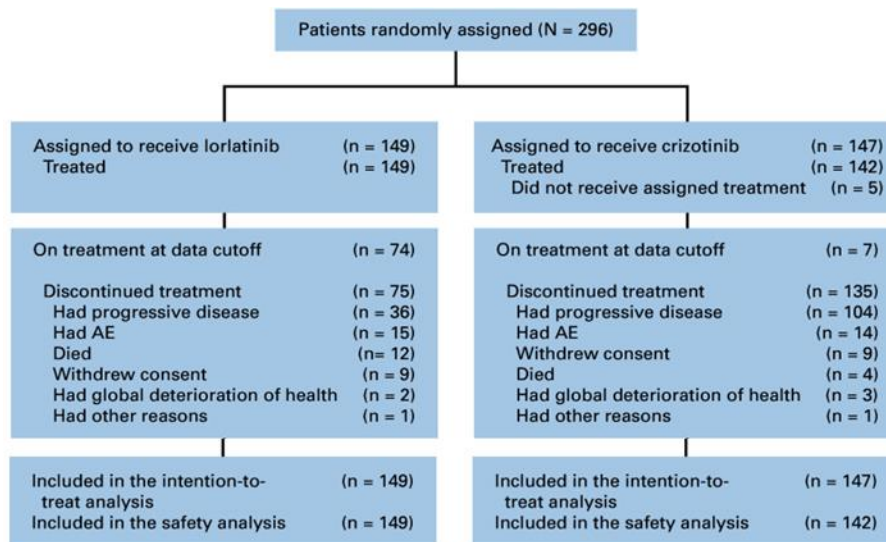 Patients randomly assigned (N = 296)
Assigned to receive lorlatinib (n = 149)
Treated (n = 149)
Assigned to receive crizotinib (n = 147)
Treated (n = 142)
Did not receive assigned treatment (n = 5)
On treatment at data cutoff (n = 74)
Discontinued treatment (n = 75)
Had progressive disease (n = 36)
Had AE (n = 15)
Died (n= 12)
Withdrew consent (n = 9)
Had global deterioration of health (n = 2)
Had other reasons (n = 1)
On treatment at data cutoff (n = 7)
Discontinued treatment (n = 135)
Had progressive disease (n = 104)
Had AE (n = 14)
Withdrew consent (n = 9)
Died (n = 4)
Had global deterioration of health (n = 3)
Had other reasons (n = 1)
Included in the intention-to- (n = 149)
treat analysis
Included in the safety analysis (n = 149)
Included in the intention-to- (n = 147)
treat analysis
Included in the safety analysis (n = 142)